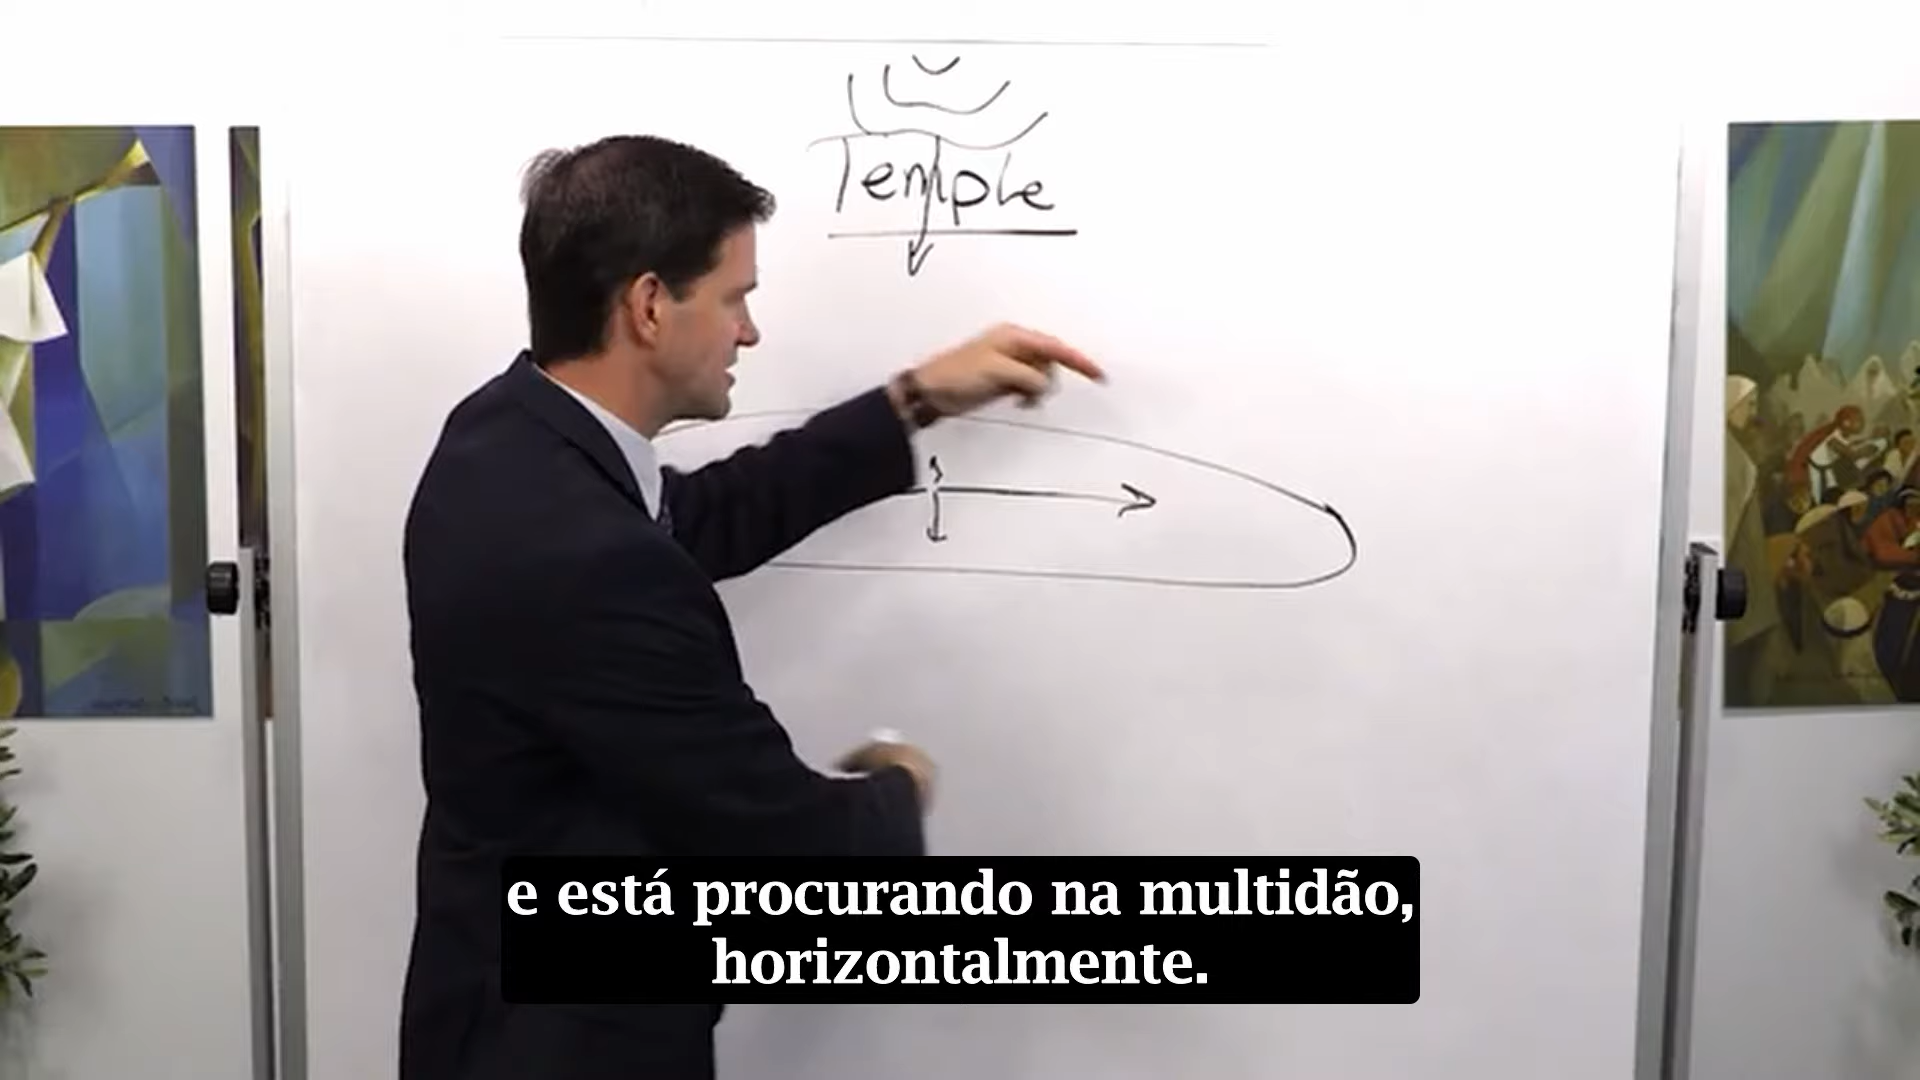 Temple
e está procurando na multidão,
horizontalmente.